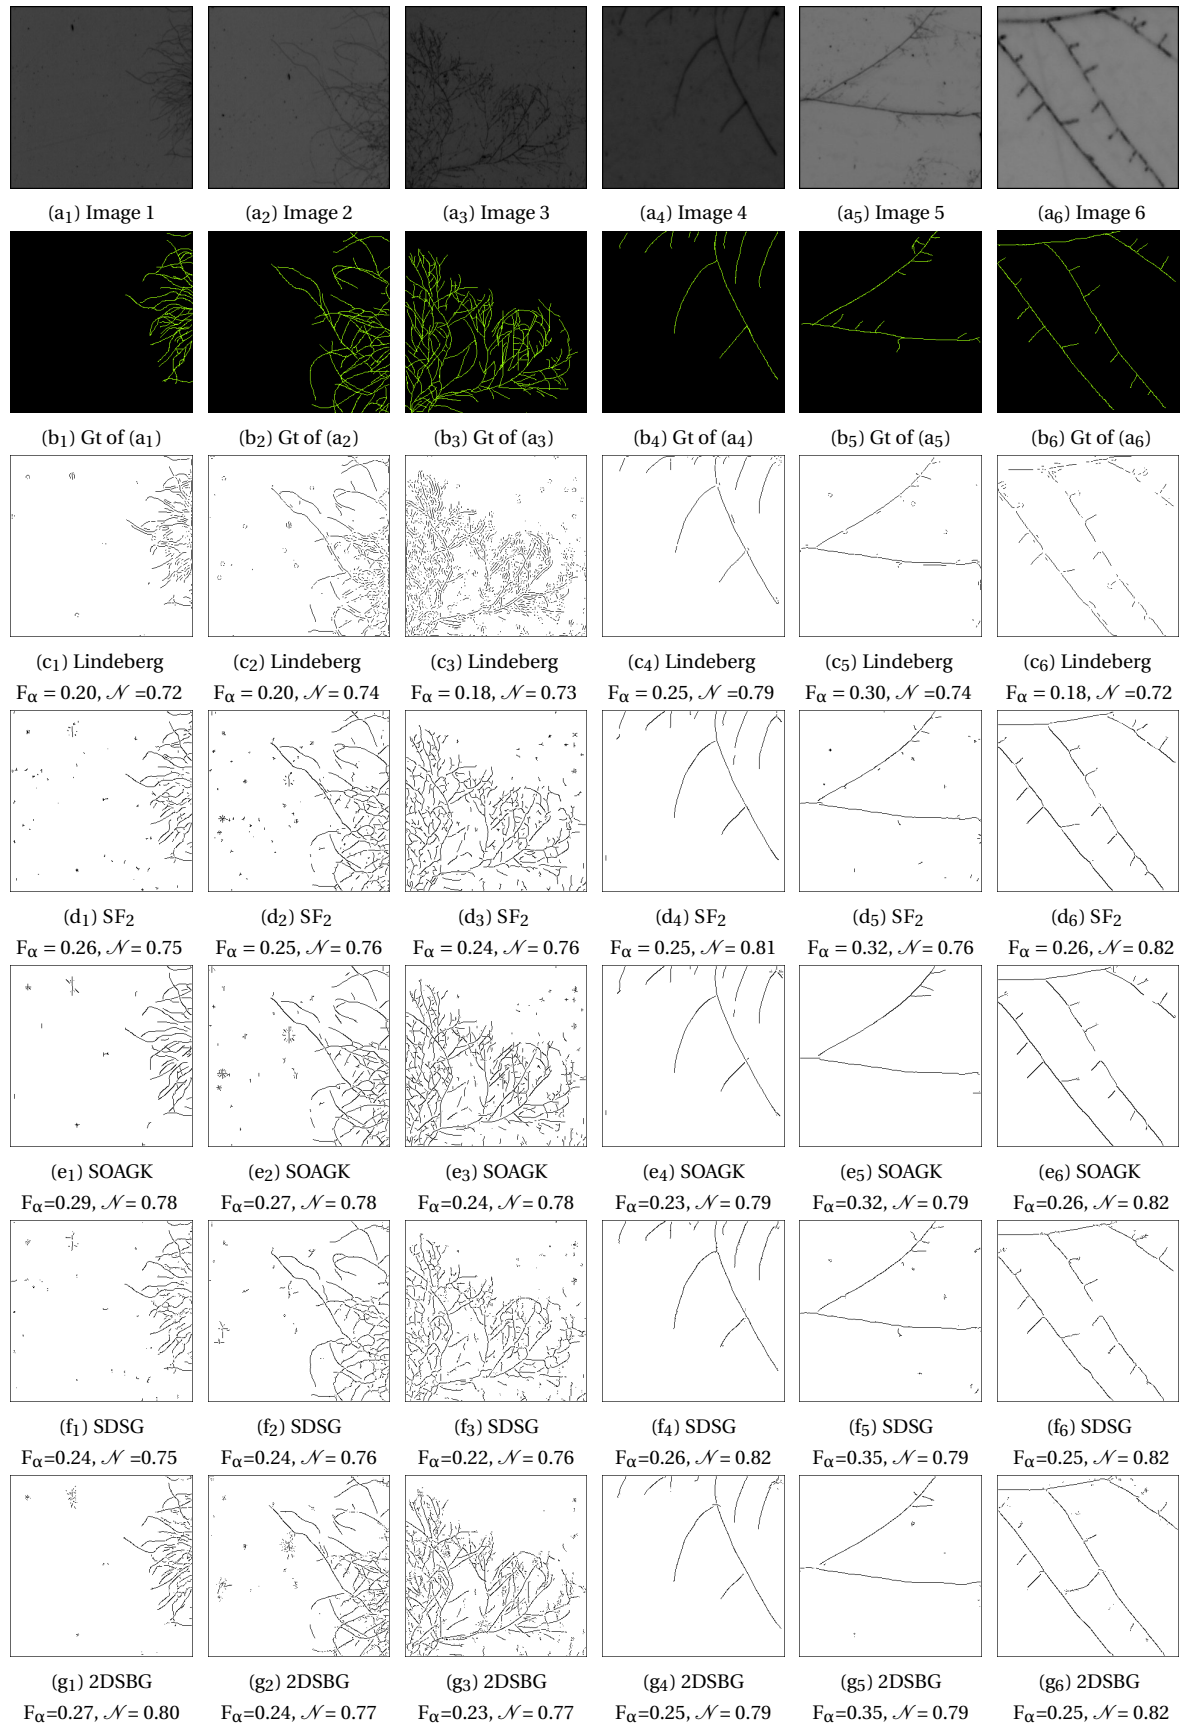 (a₁) Image 1 (a₂) Image 2 (a₃) Image 3 (a₄) Image 4 (a₅) Image 5 (a₆) Image 6
(b₁) Gt of (a₁) (b₂) Gt of (a₂) (b₃) Gt of (a₃) (b₄) Gt of (a₄) (b₅) Gt of (a₅) (b₆) Gt of (a₆)
(c₁) Lindeberg (c₂) Lindeberg (c₃) Lindeberg (c₄) Lindeberg (c₅) Lindeberg (c₆) Lindeberg
Fα = 0.20, 𝒩 =0.72 Fα = 0.20, 𝒩 = 0.74 Fα = 0.18, 𝒩 = 0.73 Fα = 0.25, 𝒩 =0.79 Fα = 0.30, 𝒩 =0.74 Fα = 0.18, 𝒩 =0.72
(d₁) SF₂ (d₂) SF₂ (d₃) SF₂ (d₄) SF₂ (d₅) SF₂ (d₆) SF₂
Fα = 0.26, 𝒩 = 0.75 Fα = 0.25, 𝒩 = 0.76 Fα = 0.24, 𝒩 = 0.76 Fα = 0.25, 𝒩 = 0.81 Fα = 0.32, 𝒩 = 0.76 Fα = 0.26, 𝒩 = 0.82
(e₁) SOAGK (e₂) SOAGK (e₃) SOAGK (e₄) SOAGK (e₅) SOAGK (e₆) SOAGK
Fα=0.29, 𝒩 = 0.78 Fα=0.27, 𝒩 = 0.78 Fα=0.24, 𝒩 = 0.78 Fα=0.23, 𝒩 = 0.79 Fα=0.32, 𝒩 = 0.79 Fα=0.26, 𝒩 = 0.82
(f₁) SDSG (f₂) SDSG (f₃) SDSG (f₄) SDSG (f₅) SDSG (f₆) SDSG
Fα=0.24, 𝒩 =0.75 Fα=0.24, 𝒩 = 0.76 Fα=0.22, 𝒩 = 0.76 Fα=0.26, 𝒩 = 0.82 Fα=0.35, 𝒩 = 0.79 Fα=0.25, 𝒩 = 0.82
(g₁) 2DSBG (g₂) 2DSBG (g₃) 2DSBG (g₄) 2DSBG (g₅) 2DSBG (g₆) 2DSBG
Fα=0.27, 𝒩 = 0.80 Fα=0.24, 𝒩 = 0.77 Fα=0.23, 𝒩 = 0.77 Fα=0.25, 𝒩 = 0.79 Fα=0.35, 𝒩 = 0.79 Fα=0.25, 𝒩 = 0.82